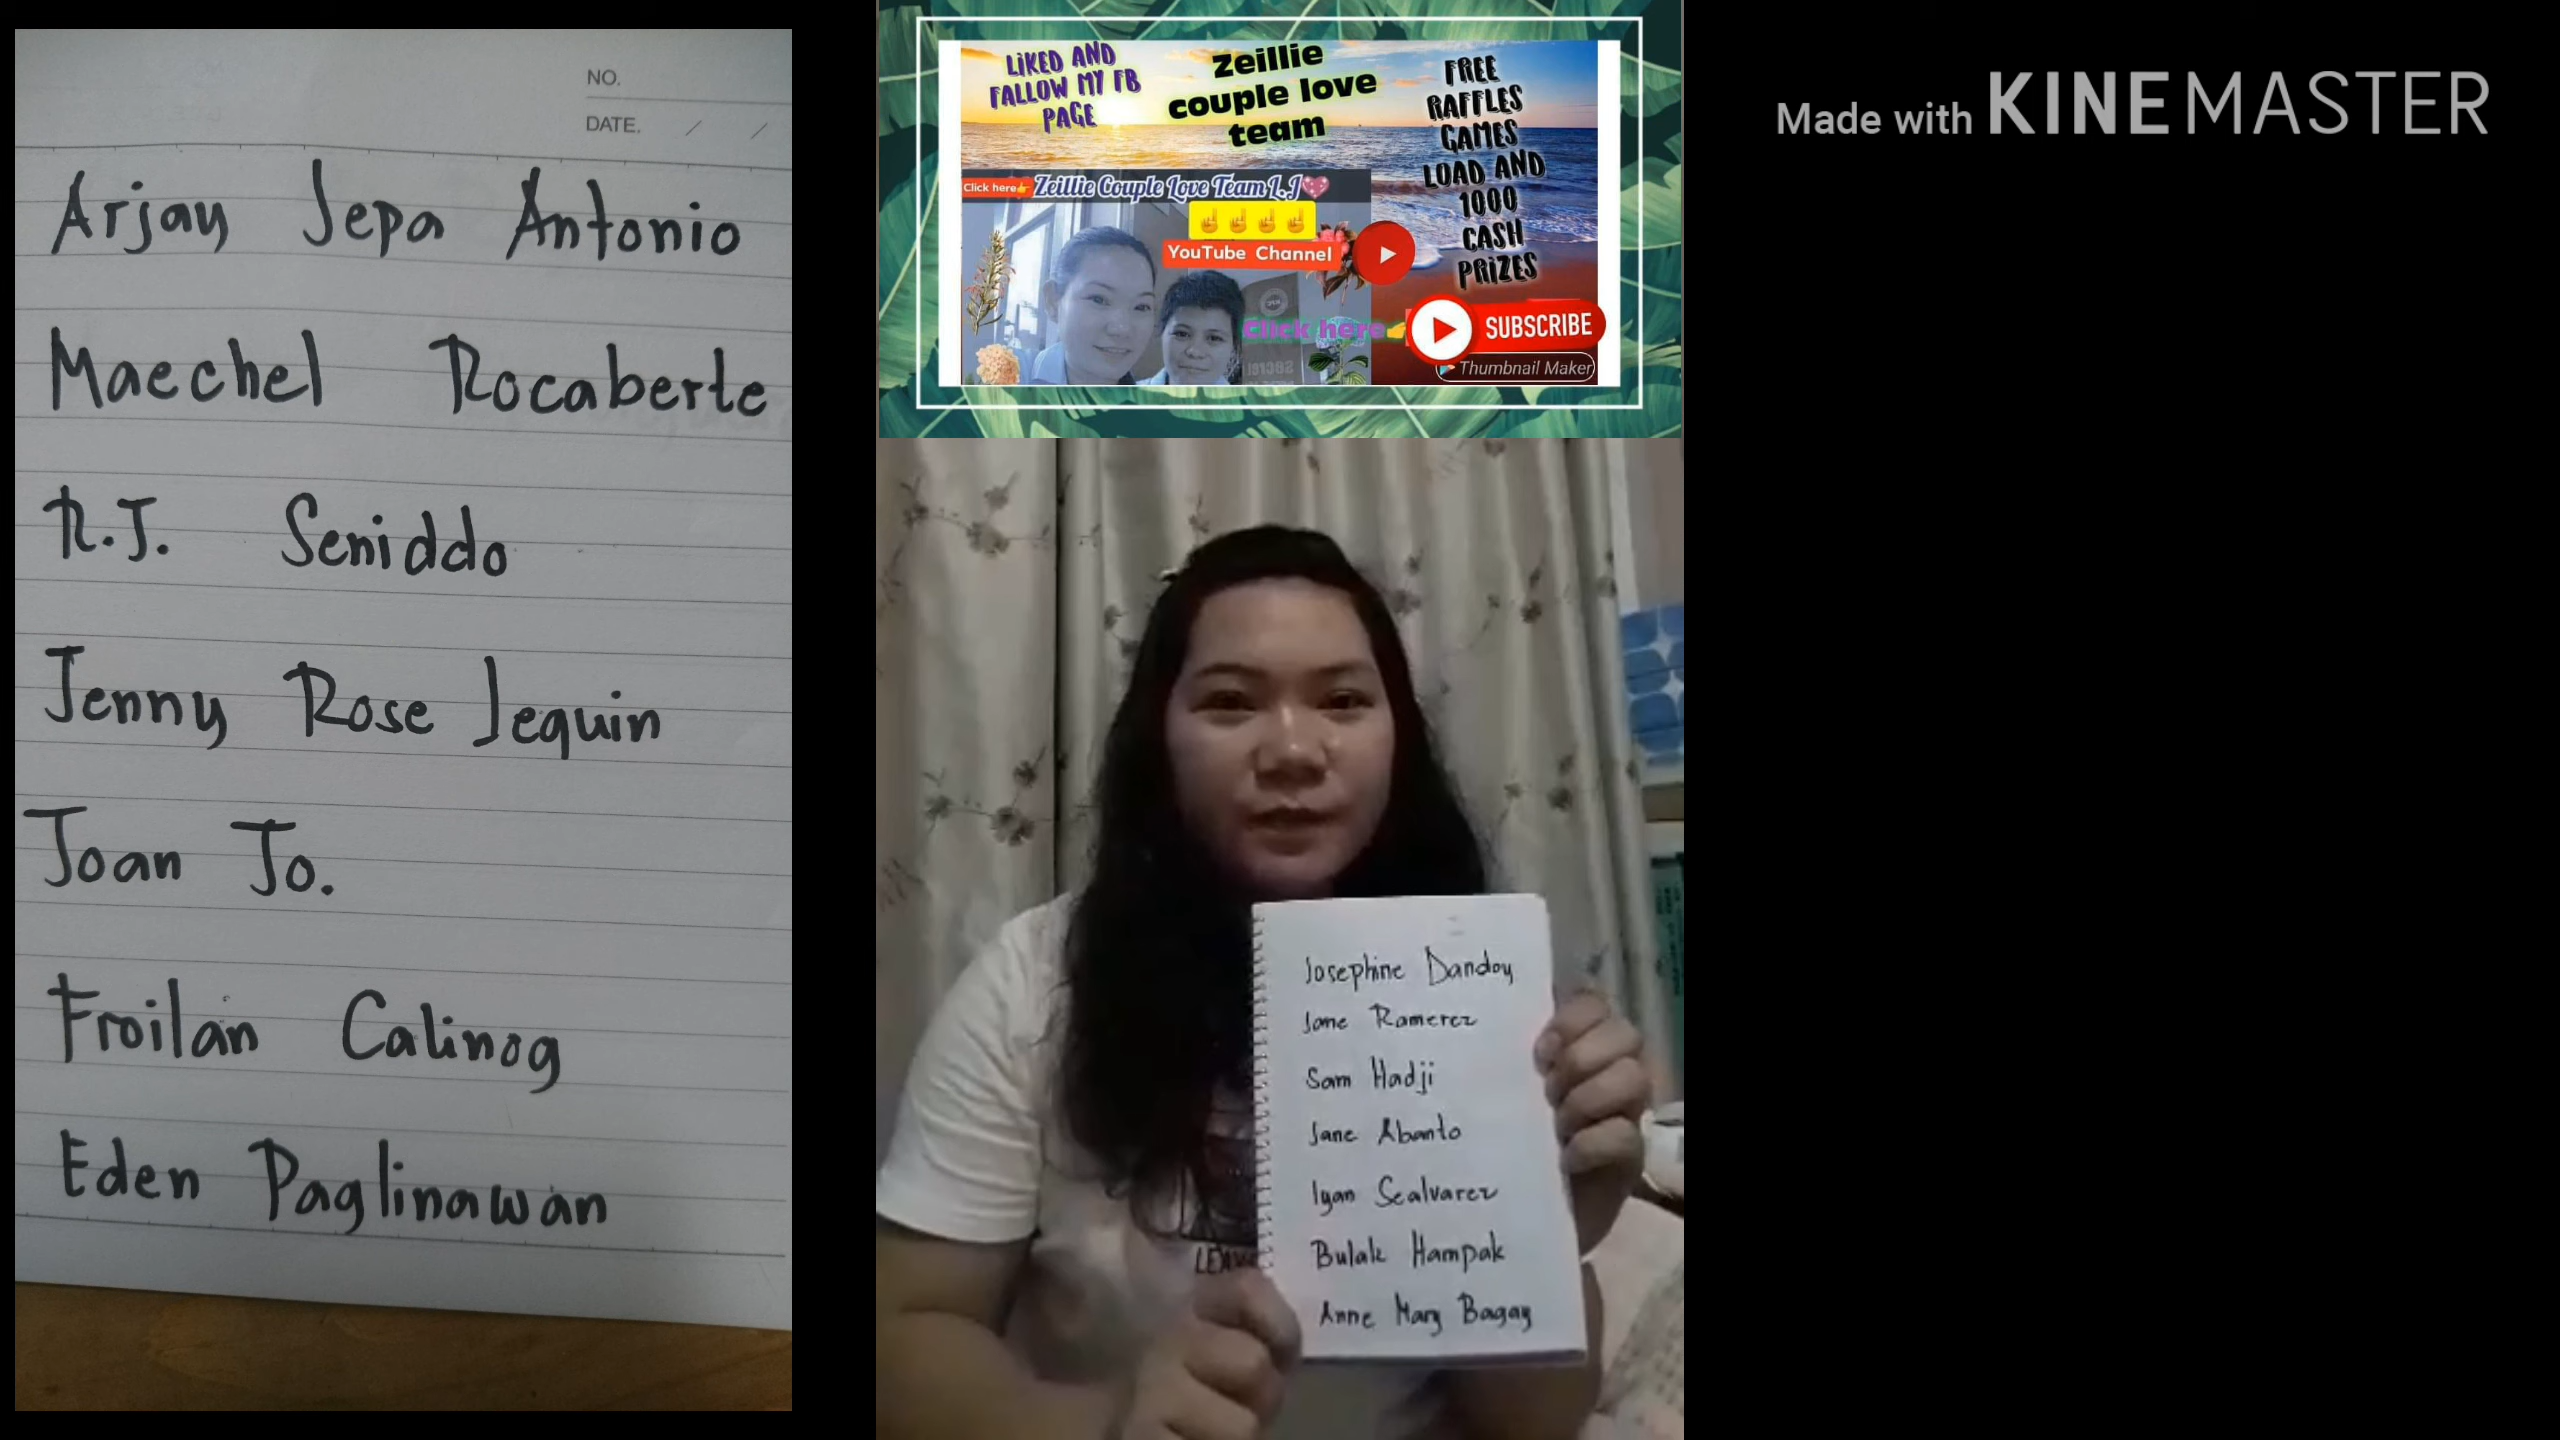 NO.
DATE. / /
Arjay Jepa Antonio
Maechel Rocaberte
R.J. Seniddo
Jenny Rose Jequin
Joan Jo.
Froilan Calinog
Eden Paglinawan
LiKED AND
FALLOW MY FB
PAGE
Zeillie
couple love
team
FREE
RAFFLES
GAMES
LOAD AND
1000
CASH
PRiZES
Click here Zeillie Couple Love Team L.J
YouTube Channel
Click here
SUBSCRIBE
Thumbnail Maker
Josephine Dandoy
Jane Ramerez
Sam Hadji
Jane Abanto
Iyan Sealvarez
Bulak Hampak
Anne Mary Bagay
Made with KINEMASTER